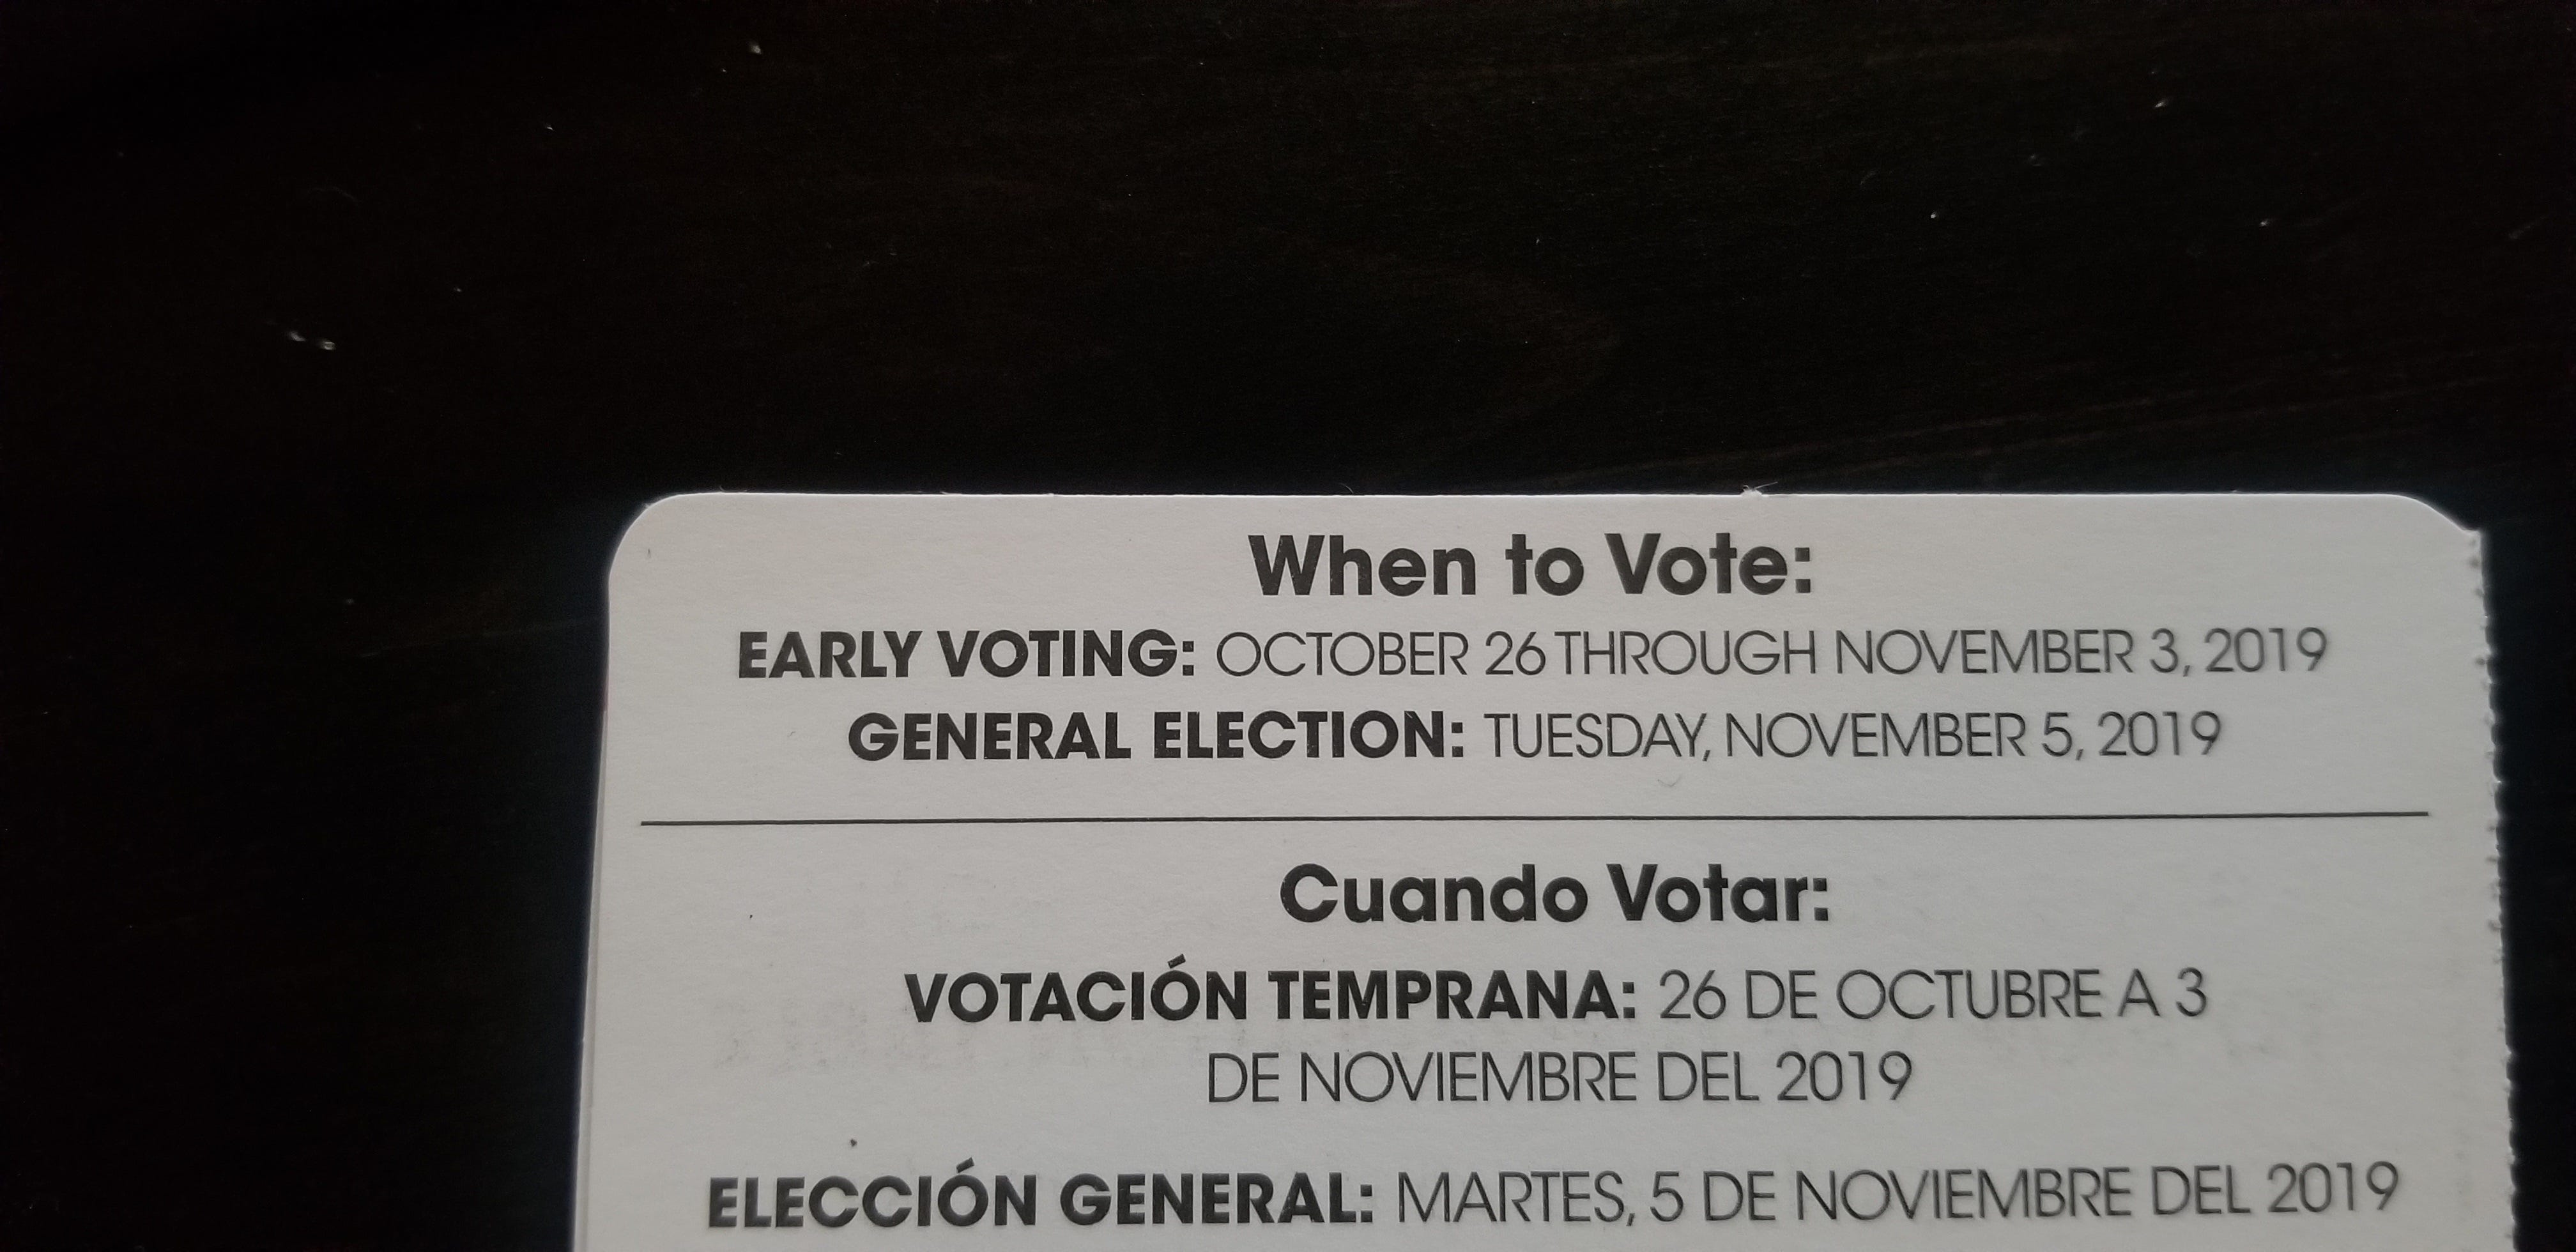 When to Vote:
EARLY VOTING: OCTOBER 26 THROUGH NOVEMBER 3, 2019
GENERAL ELECTION: TUESDAY, NOVEMBER 5, 2019
Cuando Votar:
VOTACIÓN TEMPRANA: 26 DE OCTUBRE A 3
DE NOVIEMBRE DEL 2019
ELECCIÓN GENERAL: MARTES, 5 DE NOVIEMBRE DEL 2019